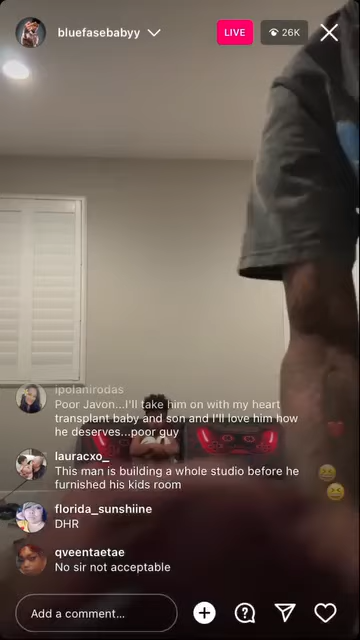 bluefasebabyy
LIVE
26K
ipolanirodas
Poor Javon...I'll take him on with my heart
transplant baby and son and I'll love him how
he deserves...poor guy
lauracxo_
This man is building a whole studio before he
furnished his kids room
florida_sunshiine
DHR
qveentaetae
No sir not acceptable
Add a comment...